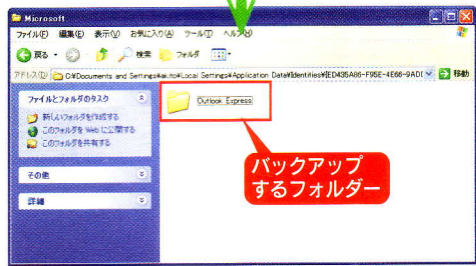 Microsoft
ファイル(F) 編集(E) 表示(V) お気に入り(A) ツール(T) ヘルプ(H)
戻る 検索 フォルダ
アドレス(D) C:¥Documents and Settings¥ak.to¥Local Settings¥Application Data¥Identities¥{ED435A86-F95E-4E66-9AD( 移動
ファイルとフォルダのタスク
新しいフォルダを作成する
このフォルダを Web に公開する
このフォルダを共有する
その他
詳細
Outlook Express
バックアップ
するフォルダー